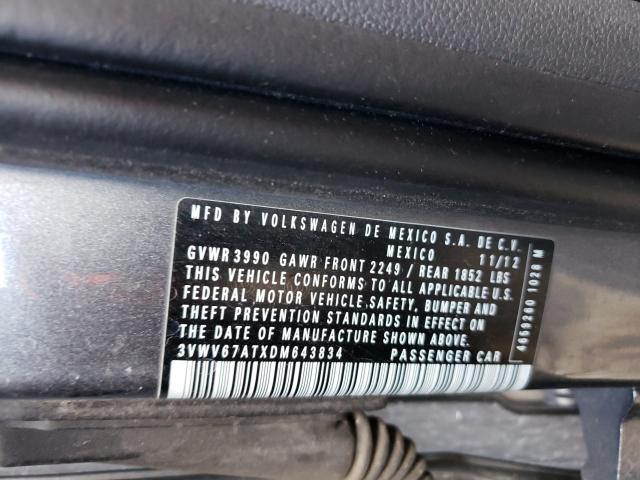 MFD BY VOLKSWAGEN DE MEXICO S.A. DE C.V.
MEXICO 11/12
GVWR 3990 GAWR FRONT 2249 / REAR 1852 LBS
THIS VEHICLE CONFORMS TO ALL APPLICABLE U.S.
FEDERAL MOTOR VEHICLE SAFETY, BUMPER AND
THEFT PREVENTION STANDARDS IN EFFECT ON
THE DATE OF MANUFACTURE SHOWN ABOVE.
3VWV67ATXDM643834 PASSENGER CAR
4659260 1028 M